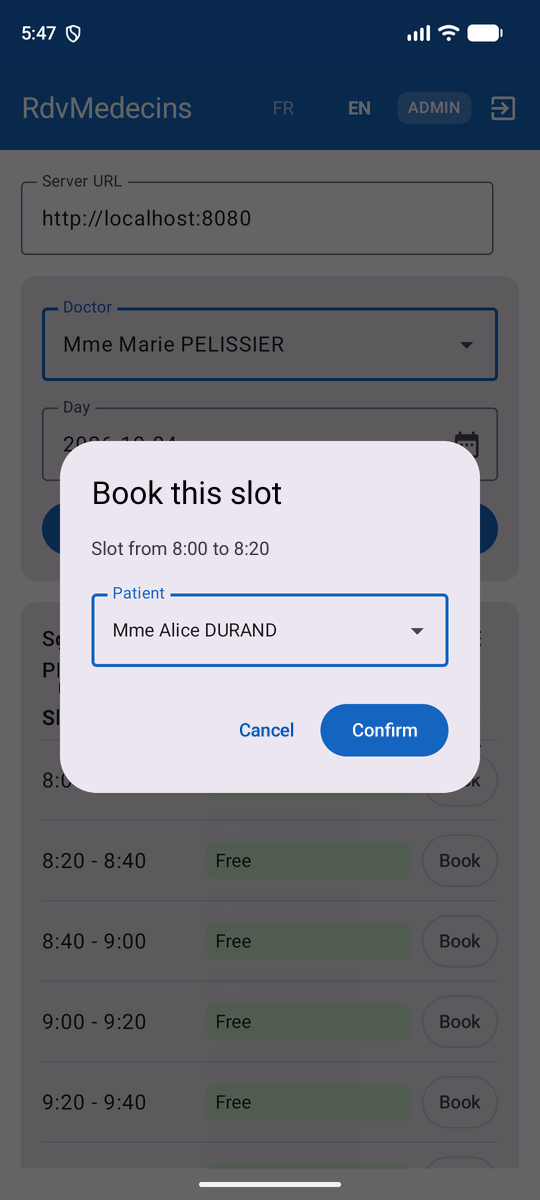 5:47
RdvMedecins FR EN ADMIN
Server URL
http://localhost:8080
Doctor
Mme Marie PELISSIER
Day
Book this slot
Slot from 8:00 to 8:20
Patient
Mme Alice DURAND
Cancel Confirm
8:20 - 8:40 Free Book
8:40 - 9:00 Free Book
9:00 - 9:20 Free Book
9:20 - 9:40 Free Book